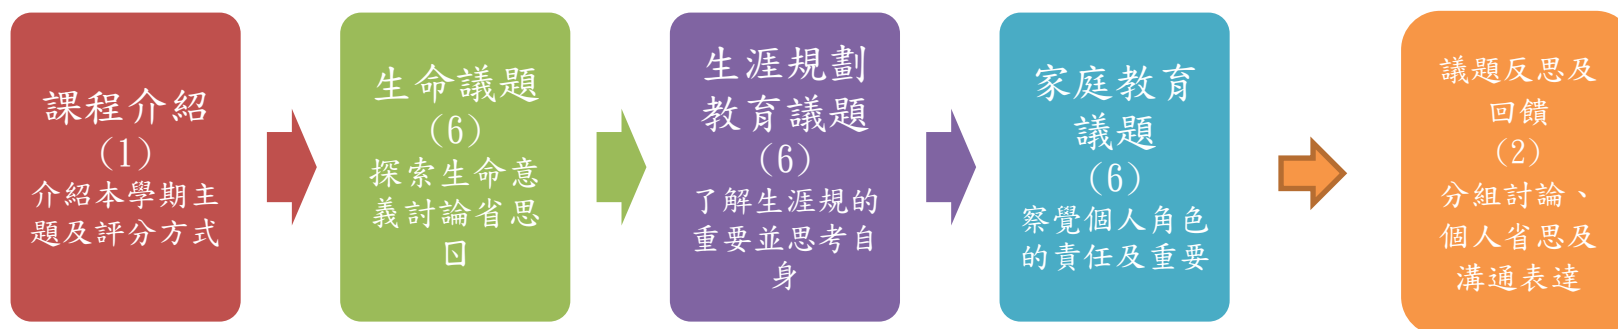 課程介紹
(1)
介紹本學期主
題及評分方式
生命議題
(6)
探索生命意
義討論省思
生涯規劃
教育議題
(6)
了解生涯規的
重要並思考自
身
家庭教育
議題
(6)
察覺個人角色
的責任及重要
議題反思及
回饋
(2)
分組討論、
個人省思及
溝通表達